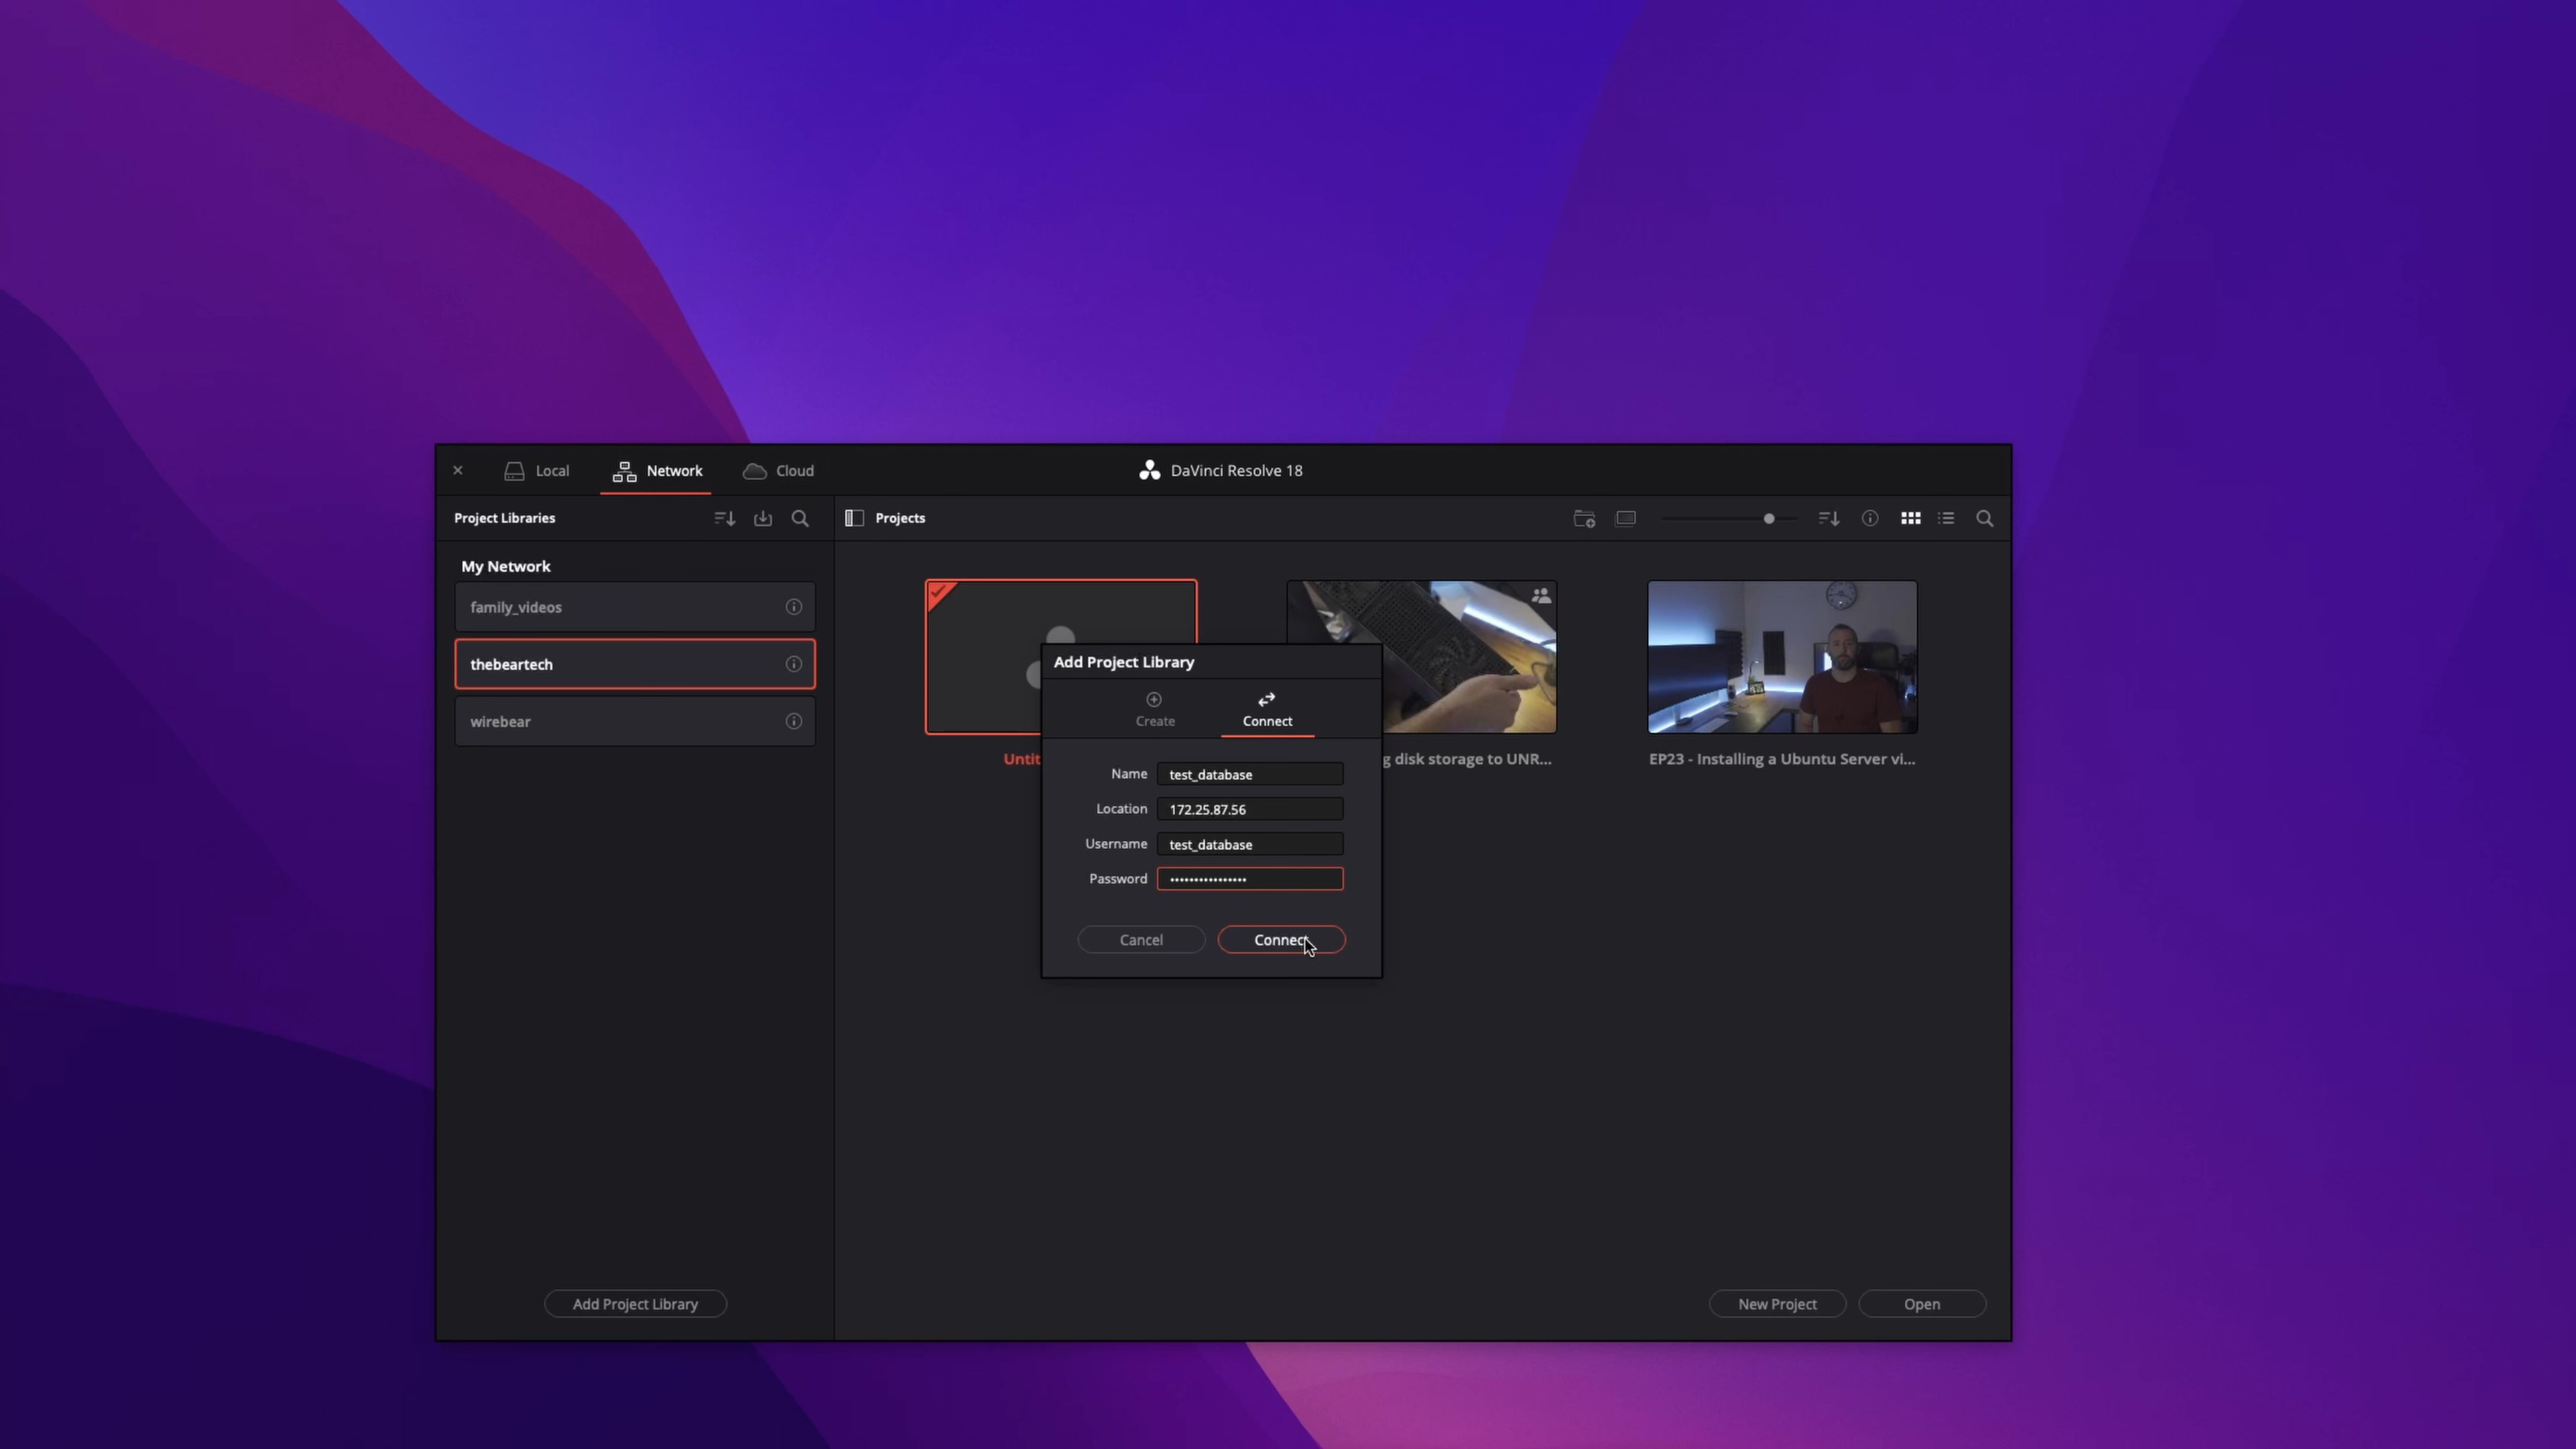 Local
Network
Cloud
DaVinci Resolve 18
Project Libraries
Projects
My Network
family_videos
thebeartech
wirebear
Add Project Library
Create
Connect
Name
test_database
Location
172.25.87.56
Username
test_database
Password
••••••••••••••••
Cancel
Connect
g disk storage to UNR...
EP23 - Installing a Ubuntu Server vi...
Add Project Library
New Project
Open